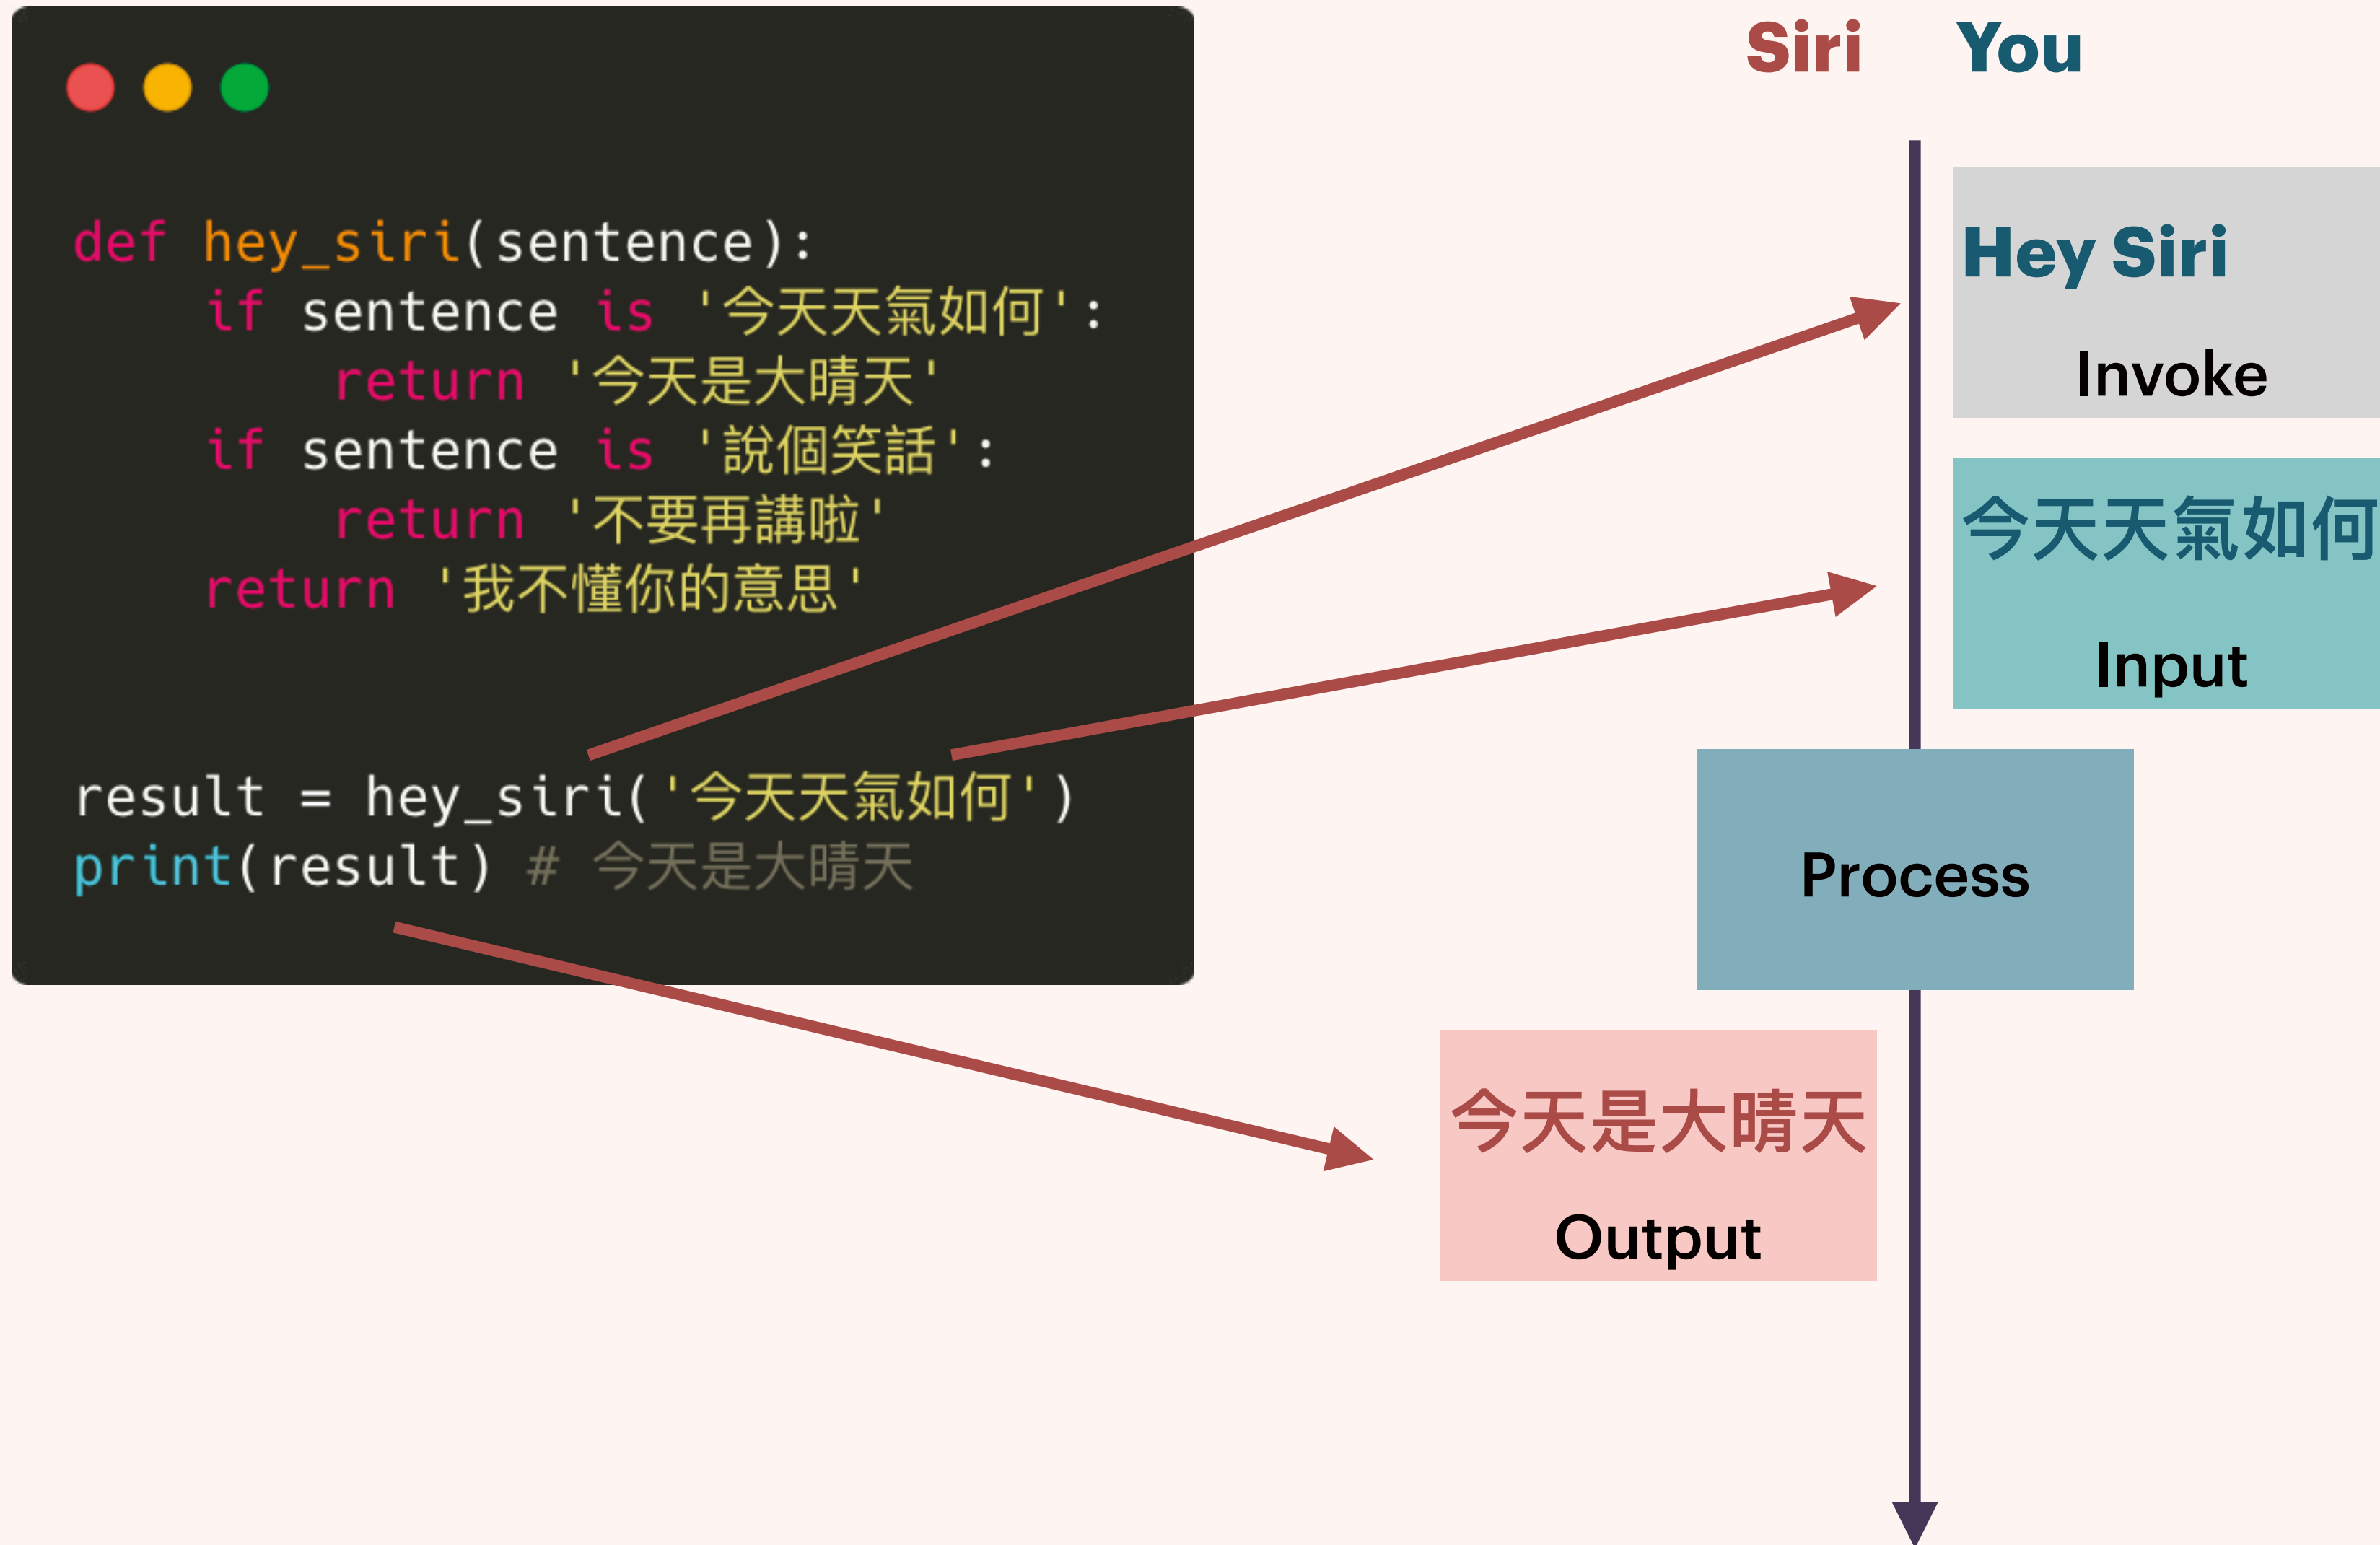 def hey_siri(sentence):
    if sentence is '今天天氣如何':
        return '今天是大晴天'
    if sentence is '說個笑話':
        return '不要再講啦'
    return '我不懂你的意思'
result = hey_siri('今天天氣如何')
print(result) # 今天是大晴天
Siri You
Hey Siri
Invoke
今天天氣如何
Input
Process
今天是大晴天
Output